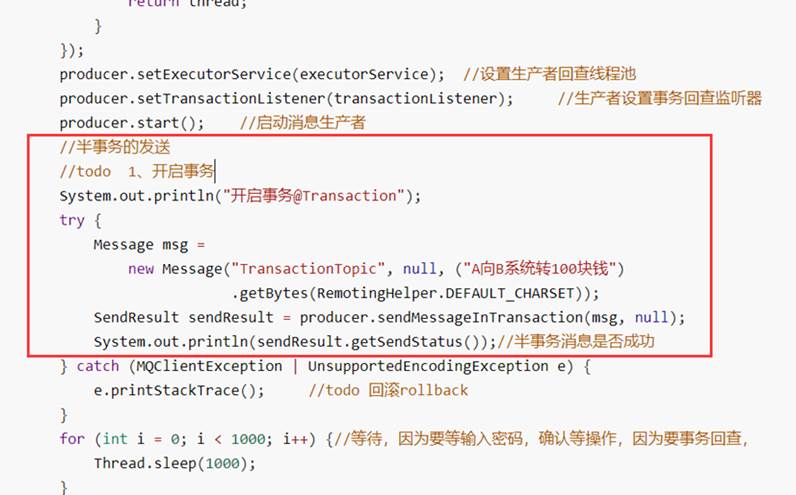 return thread;
}
});
producer.setExecutorService(executorService);  //设置生产者回查线程池
producer.setTransactionListener(transactionListener);     //生产者设置事务回查监听器
producer.start();    //启动消息生产者
//半事务的发送
//todo  1、开启事务
System.out.println("开启事务@Transaction");
try {
Message msg =
new Message("TransactionTopic", null, ("A向B系统转100块钱")
.getBytes(RemotingHelper.DEFAULT_CHARSET));
SendResult sendResult = producer.sendMessageInTransaction(msg, null);
System.out.println(sendResult.getSendStatus());//半事务消息是否成功
} catch (MQClientException | UnsupportedEncodingException e) {
e.printStackTrace();     //todo 回滚rollback
}
for (int i = 0; i < 1000; i++) {//等待，因为要等输入密码，确认等操作，因为要事务回查，
Thread.sleep(1000);
}